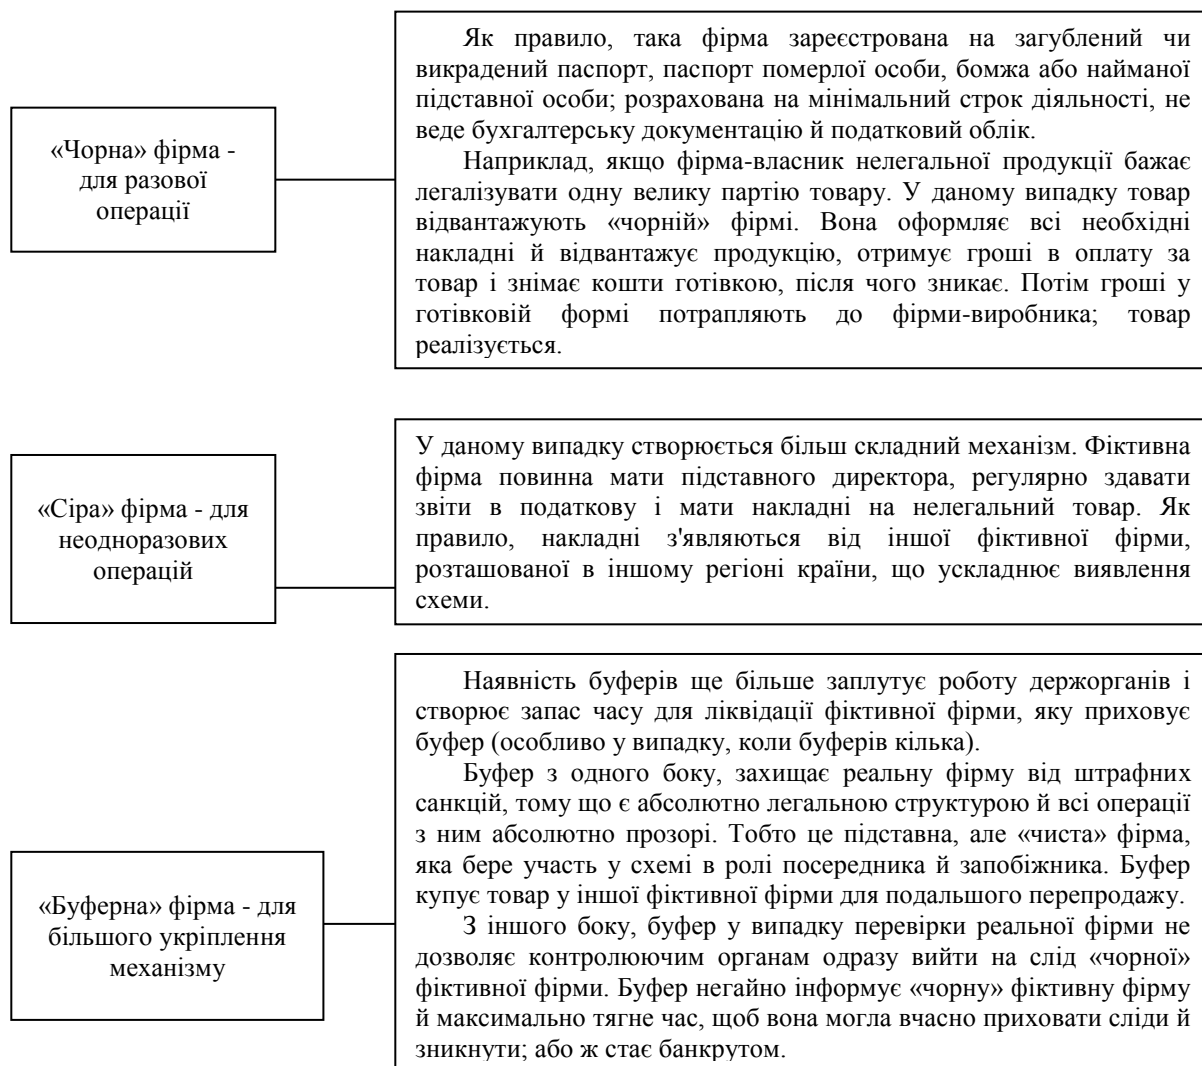 «Чорна» фірма -
для разової
операції
Як правило, така фірма зареєстрована на загублений чи
викрадений паспорт, паспорт померлої особи, бомжа або найманої
підставної особи; розрахована на мінімальний строк діяльності, не
веде бухгалтерську документацію й податковий облік.
Наприклад, якщо фірма-власник нелегальної продукції бажає
легалізувати одну велику партію товару. У даному випадку товар
відвантажують «чорній» фірмі. Вона оформляє всі необхідні
накладні й відвантажує продукцію, отримує гроші в оплату за
товар і знімає кошти готівкою, після чого зникає. Потім гроші у
готівковій формі потрапляють до фірми-виробника; товар
реалізується.
«Сіра» фірма - для
неодноразових
операцій
У даному випадку створюється більш складний механізм. Фіктивна
фірма повинна мати підставного директора, регулярно здавати
звіти в податкову і мати накладні на нелегальний товар. Як
правило, накладні з'являються від іншої фіктивної фірми,
розташованої в іншому регіоні країни, що ускладнює виявлення
схеми.
«Буферна» фірма - для
більшого укріплення
механізму
Наявність буферів ще більше заплутує роботу держорганів і
створює запас часу для ліквідації фіктивної фірми, яку приховує
буфер (особливо у випадку, коли буферів кілька).
Буфер з одного боку, захищає реальну фірму від штрафних
санкцій, тому що є абсолютно легальною структурою й всі операції
з ним абсолютно прозорі. Тобто це підставна, але «чиста» фірма,
яка бере участь у схемі в ролі посередника й запобіжника. Буфер
купує товар у іншої фіктивної фірми для подальшого перепродажу.
З іншого боку, буфер у випадку перевірки реальної фірми не
дозволяє контролюючим органам одразу вийти на слід «чорної»
фіктивної фірми. Буфер негайно інформує «чорну» фіктивну фірму
й максимально тягне час, щоб вона могла вчасно приховати сліди й
зникнути; або ж стає банкрутом.